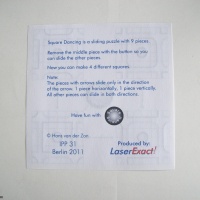 Square Dancing is a sliding puzzle with 9 pieces.
Remove the middle piece with the button so you
can slide the other pieces.
Now you can make 4 different squares.
Note:
The pieces with arrows slide only in the direction
of the arrow. 1 piece horizontally, 1 piece vertically.
All other pieces can slide in both directions.
Have fun with
© Hans van der Zon
IPP 31
Berlin 2011
Produced by:
LaserExact!